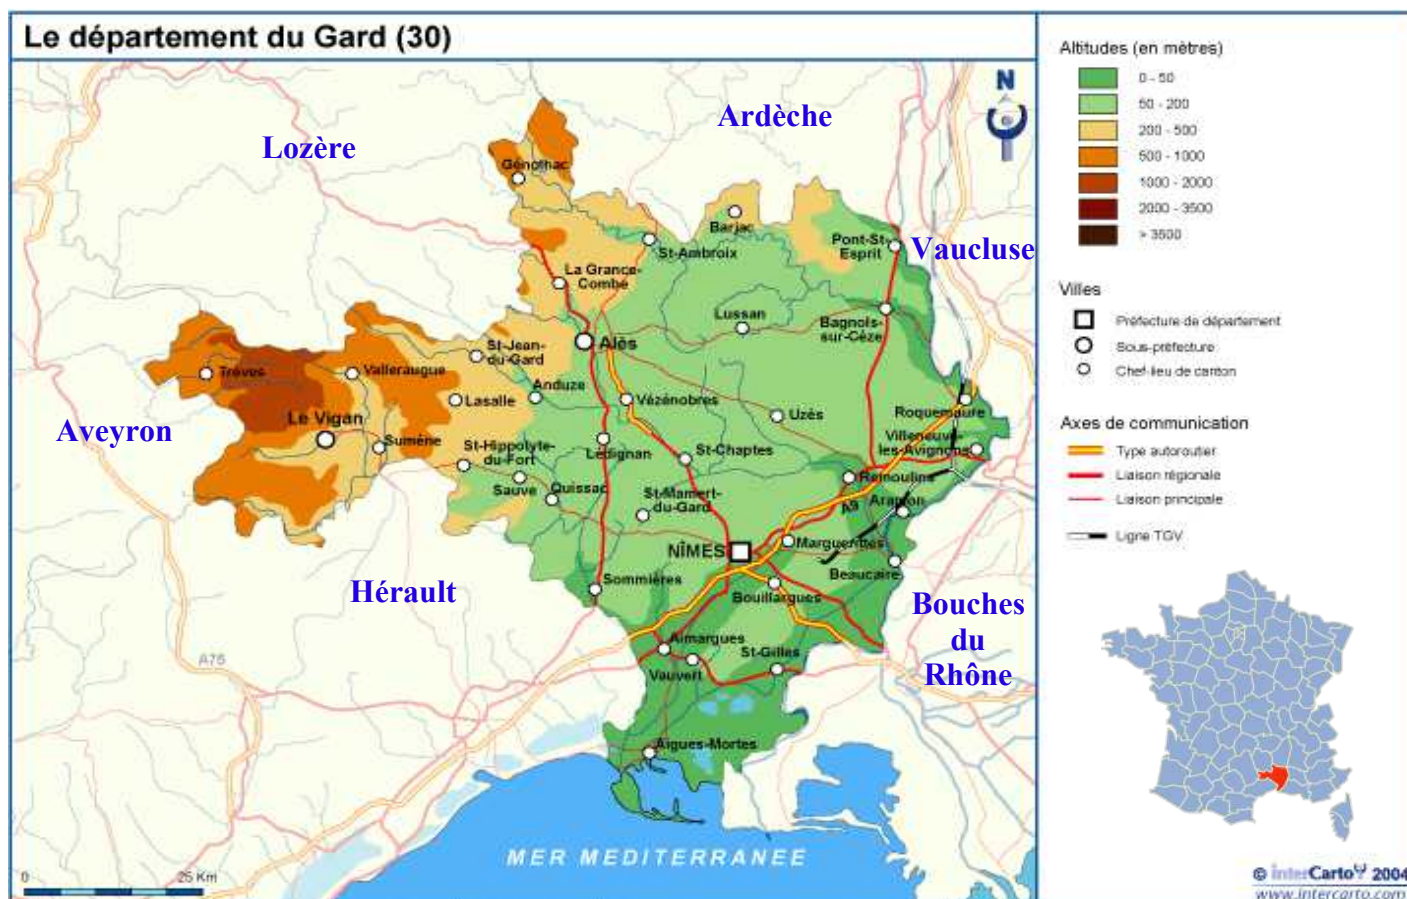 Le département du Gard (30)
N
Ardèche
Lozère
Génolhac
Barjac
Pont-St-
Esprit
Vaucluse
St-Ambroix
La Grance-
Combe
Lussan
Bagnols-
sur-Cèze
St-Jean-
du-Gard
Alès
Trèves
Valleraugue
Anduze
Lasalle
Vézénobres
Uzès
Roquemaure
Aveyron
Le Vigan
Sumène
St-Hippolyte-
du-Fort
Lédignan
St-Chaptes
Villeneuve-
les-Avignons
Remoulins
Sauve
Quissac
St-Mamert-
du-Gard
Aramon
A9
NÎMES
Marguerittes
Beaucaire
Hérault
Sommières
Bouillargues
Bouches
du
Rhône
Aimargues
St-Gilles
Vauvert
A75
Aigues-Mortes
MER MEDITERRANEE
0 25 Km
Altitudes (en mètres)
0 - 50
50 - 200
200 - 500
500 - 1000
1000 - 2000
2000 - 3500
> 3500
Villes
Préfecture de département
Sous-préfecture
Chef-lieu de canton
Axes de communication
Type autoroutier
Liaison régionale
Liaison principale
Ligne TGV
© interCarto 2004
www.intercarto.com